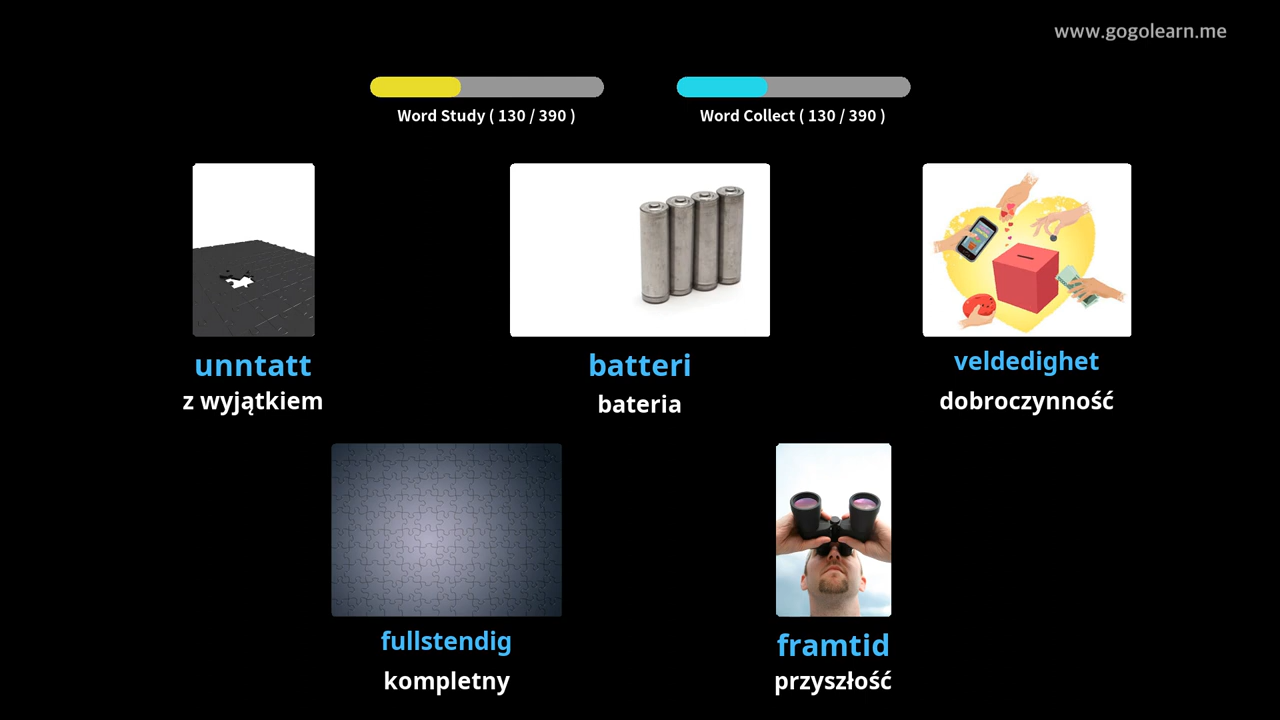 www.gogolearn.me
Word Study ( 130 / 390 )
Word Collect ( 130 / 390 )
unntatt
z wyjątkiem
batteri
bateria
veldedighet
dobroczynność
fullstendig
kompletny
framtid
przyszłość